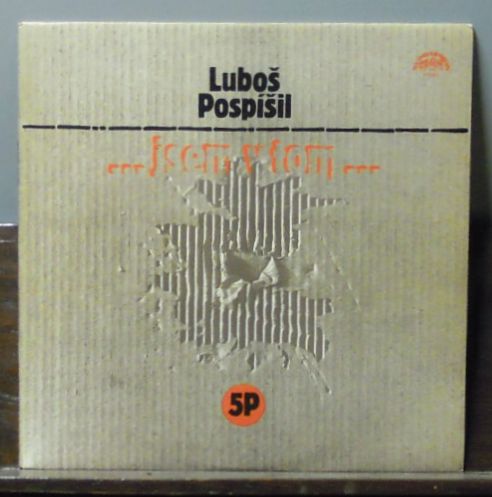 Luboš
Pospíšil
...jsem v tom...
5P